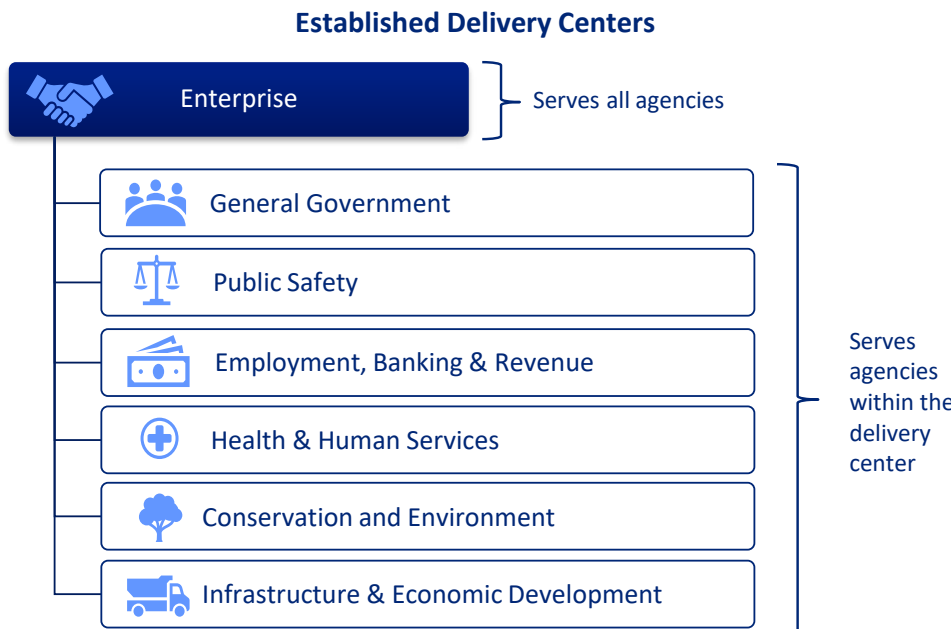 Established Delivery Centers
Enterprise
Serves all agencies
General Government
Public Safety
Employment, Banking & Revenue
Health & Human Services
Conservation and Environment
Infrastructure & Economic Development
Serves
agencies
within the
delivery
center